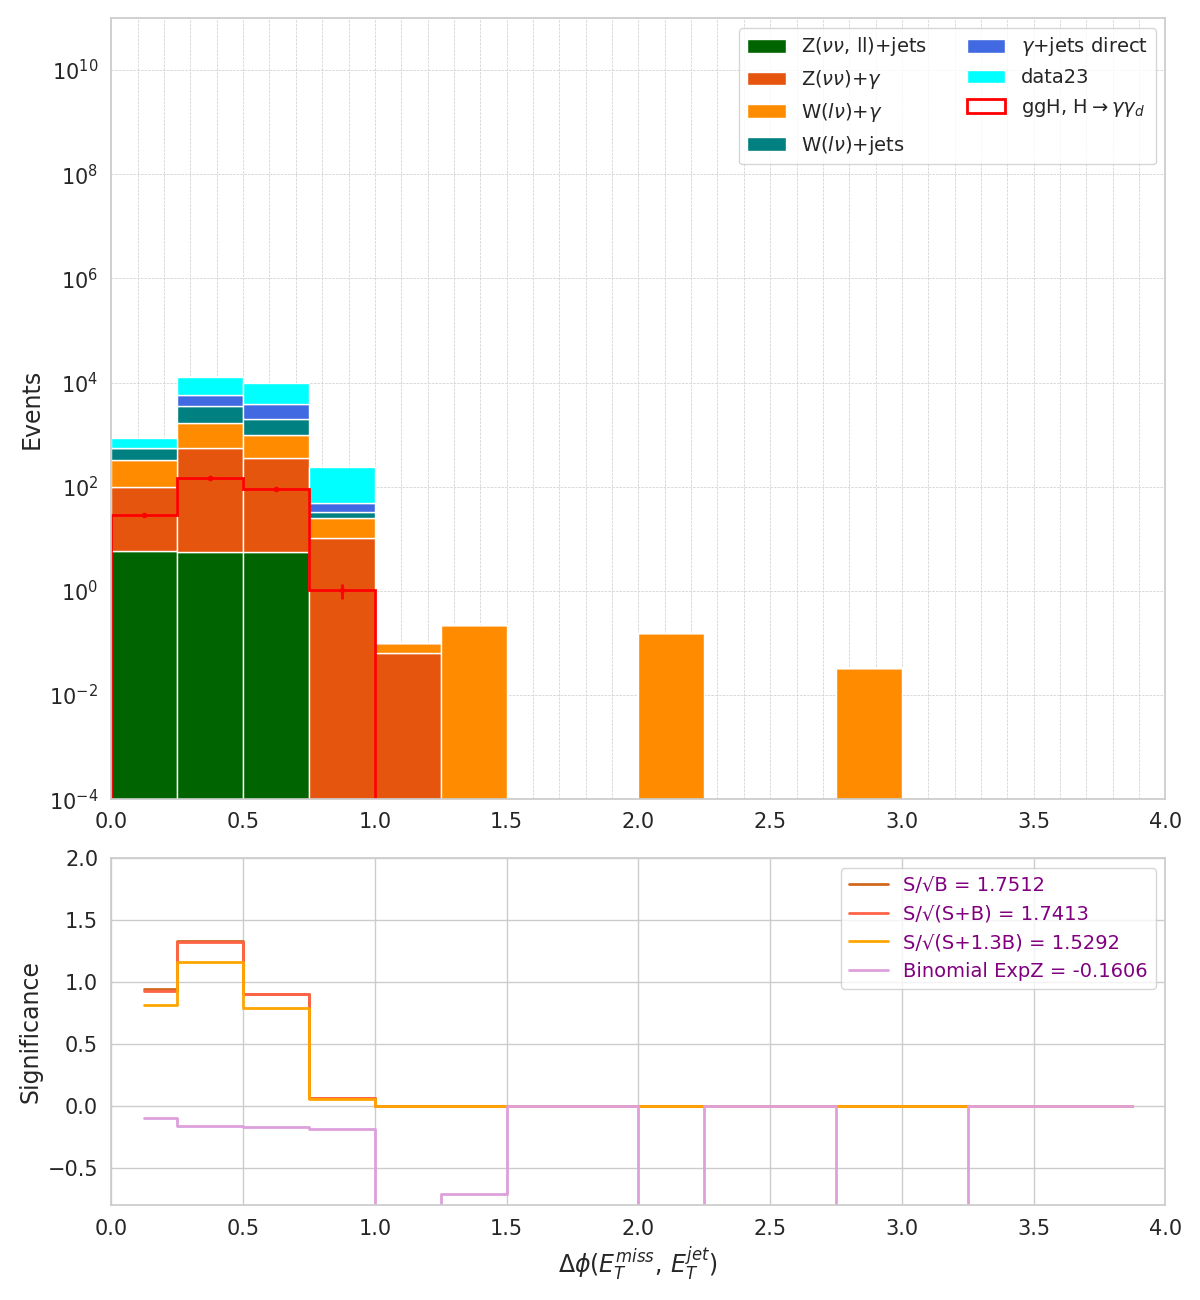 Events
10^10
10^8
10^6
10^4
10^2
10^0
10^−2
10^−4
0.0 0.5 1.0 1.5 2.0 2.5 3.0 3.5 4.0
Z(νν, ll)+jets
Z(νν)+γ
W(lν)+γ
W(lν)+jets
γ+jets direct
data23
ggH, H→γγ_d
Significance
2.0
1.5
1.0
0.5
0.0
−0.5
S/√B = 1.7512
S/√(S+B) = 1.7413
S/√(S+1.3B) = 1.5292
Binomial ExpZ = -0.1606
0.0 0.5 1.0 1.5 2.0 2.5 3.0 3.5 4.0
Δϕ(E_T^miss, E_T^jet)